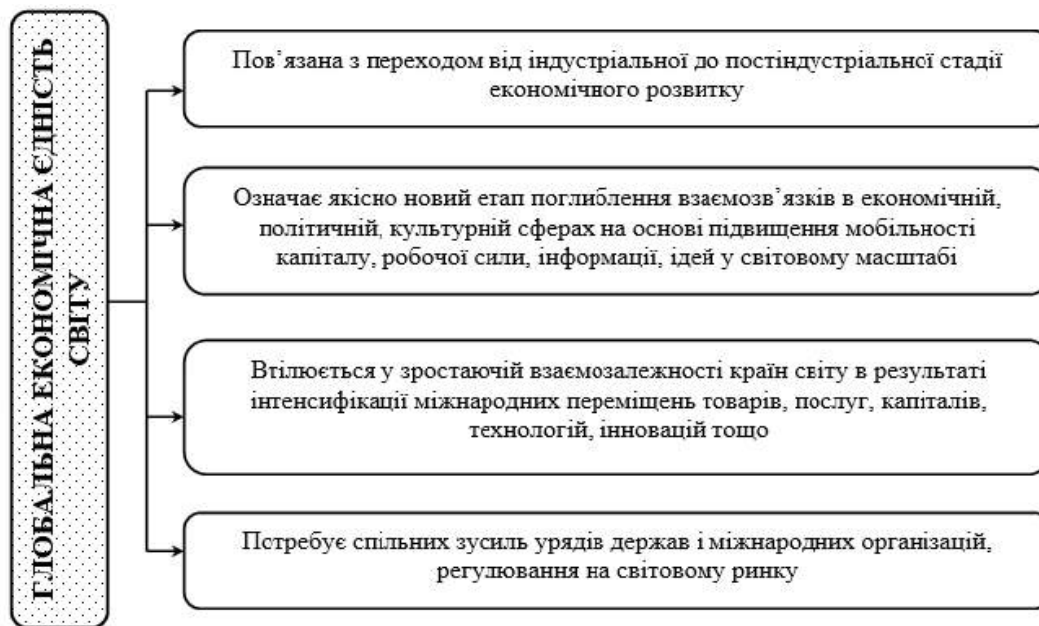 ГЛОБАЛЬНА ЕКОНОМІЧНА ЄДНІСТЬ
СВІТУ
Пов’язана з переходом від індустріальної до постіндустріальної стадії
економічного розвитку
Означає якісно новий етап поглиблення взаємозв’язків в економічній,
політичній, культурній сферах на основі підвищення мобільності
капіталу, робочої сили, інформації, ідей у світовому масштабі
Втілюється у зростаючій взаємозалежності країн світу в результаті
інтенсифікації міжнародних переміщень товарів, послуг, капіталів,
технологій, інновацій тощо
Потребує спільних зусиль урядів держав і міжнародних організацій,
регулювання на світовому ринку